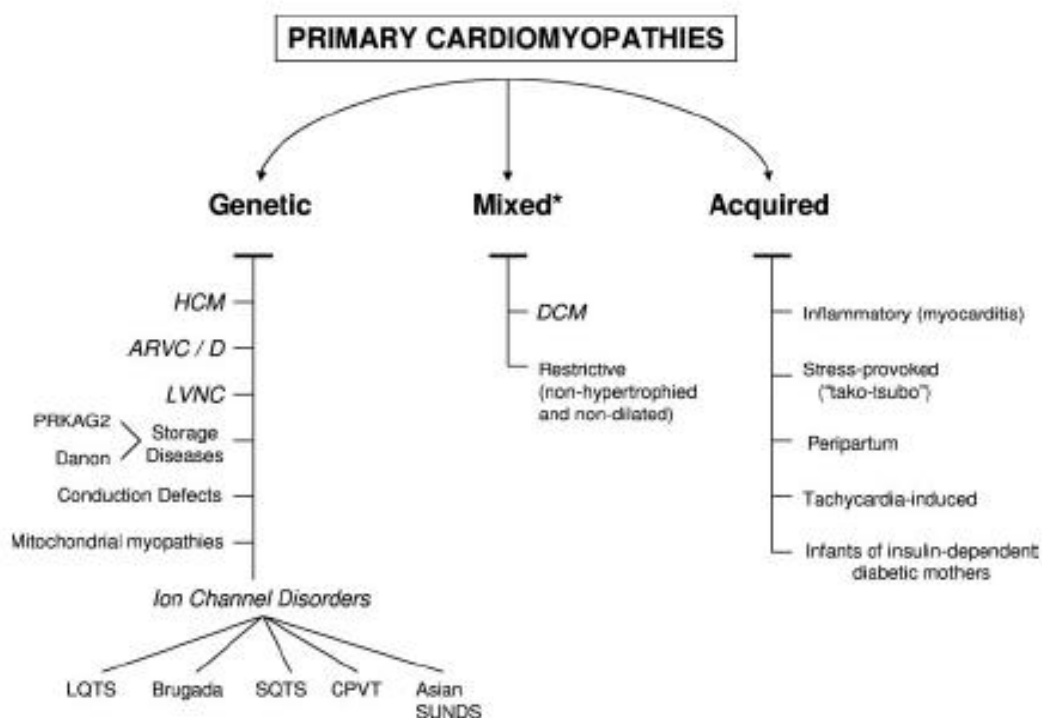 PRIMARY CARDIOMYOPATHIES
Genetic
Mixed*
Acquired
HCM
ARVC / D
LVNC
PRKAG2
Danon
Storage
Diseases
Conduction Defects
Mitochondrial myopathies
Ion Channel Disorders
LQTS
Brugada
SQTS
CPVT
Asian
SUNDS
DCM
Restrictive
(non-hypertrophied
and non-dilated)
Inflammatory (myocarditis)
Stress-provoked
("tako-tsubo")
Peripartum
Tachycardia-induced
Infants of insulin-dependent
diabetic mothers